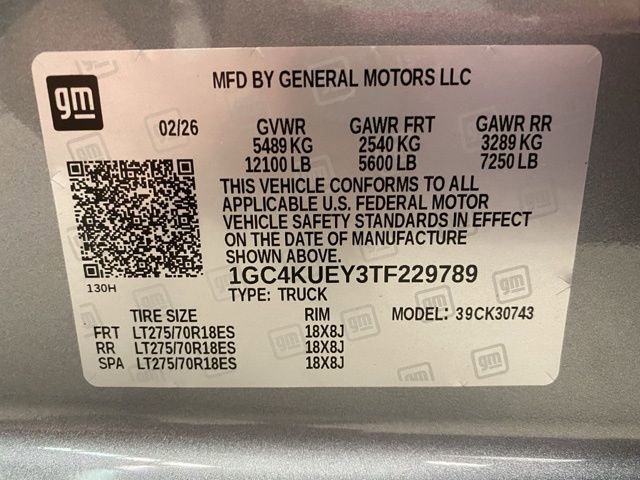 gm
MFD BY GENERAL MOTORS LLC
02/26 GVWR GAWR FRT GAWR RR
5489 KG 2540 KG 3289 KG
12100 LB 5600 LB 7250 LB
THIS VEHICLE CONFORMS TO ALL
APPLICABLE U.S. FEDERAL MOTOR
VEHICLE SAFETY STANDARDS IN EFFECT
ON THE DATE OF MANUFACTURE
SHOWN ABOVE.
130H
1GC4KUEY3TF229789
TYPE: TRUCK
TIRE SIZE RIM MODEL: 39CK30743
FRT LT275/70R18ES 18X8J
RR LT275/70R18ES 18X8J
SPA LT275/70R18ES 18X8J